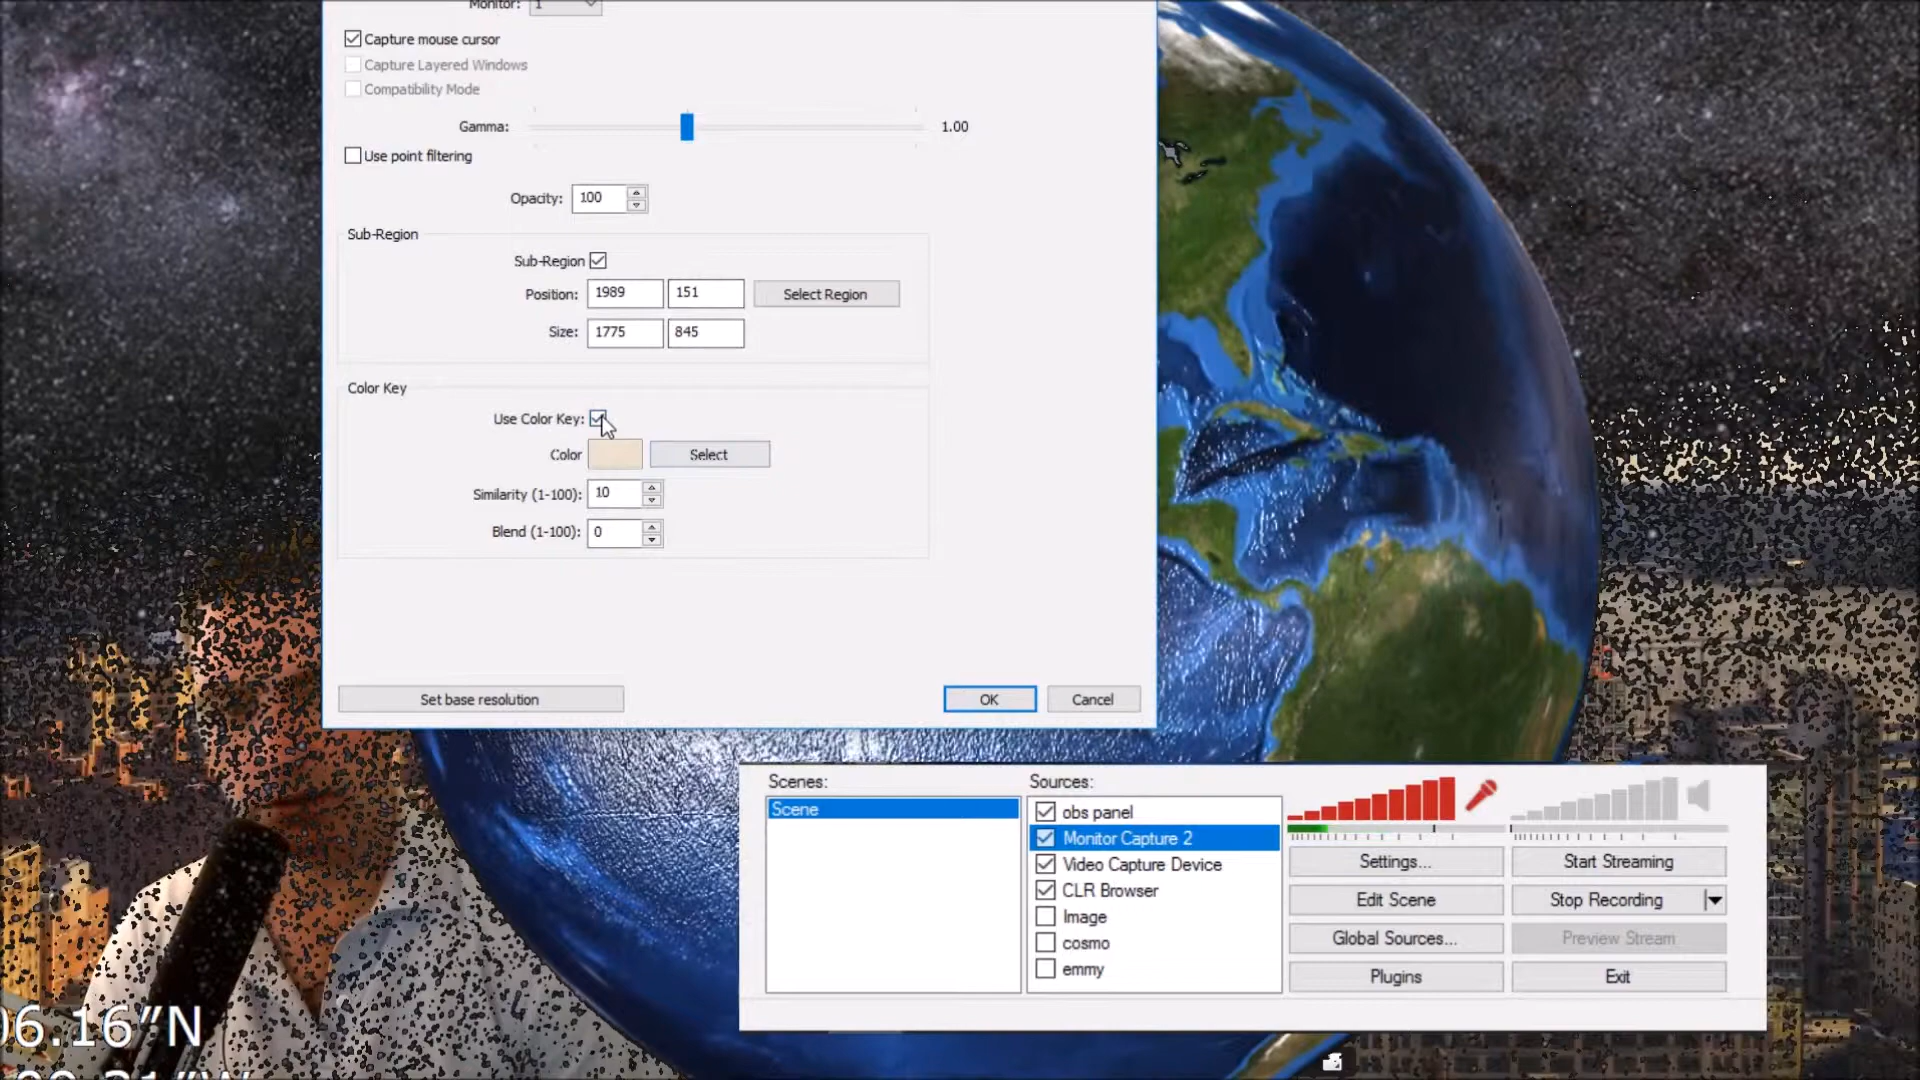 Monitor: 1
Capture mouse cursor
Capture Layered Windows
Compatibility Mode
Gamma: 1.00
Use point filtering
Opacity: 100
Sub-Region
Sub-Region
Position: 1989 151 Select Region
Size: 1775 845
Color Key
Use Color Key:
Color Select
Similarity (1-100): 10
Blend (1-100): 0
Set base resolution OK Cancel
Scenes: Sources:
Scene
obs panel
Monitor Capture 2
Video Capture Device
CLR Browser
Image
cosmo
emmy
Settings... Start Streaming
Edit Scene Stop Recording
Global Sources... Preview Stream
Plugins Exit
06.16”N